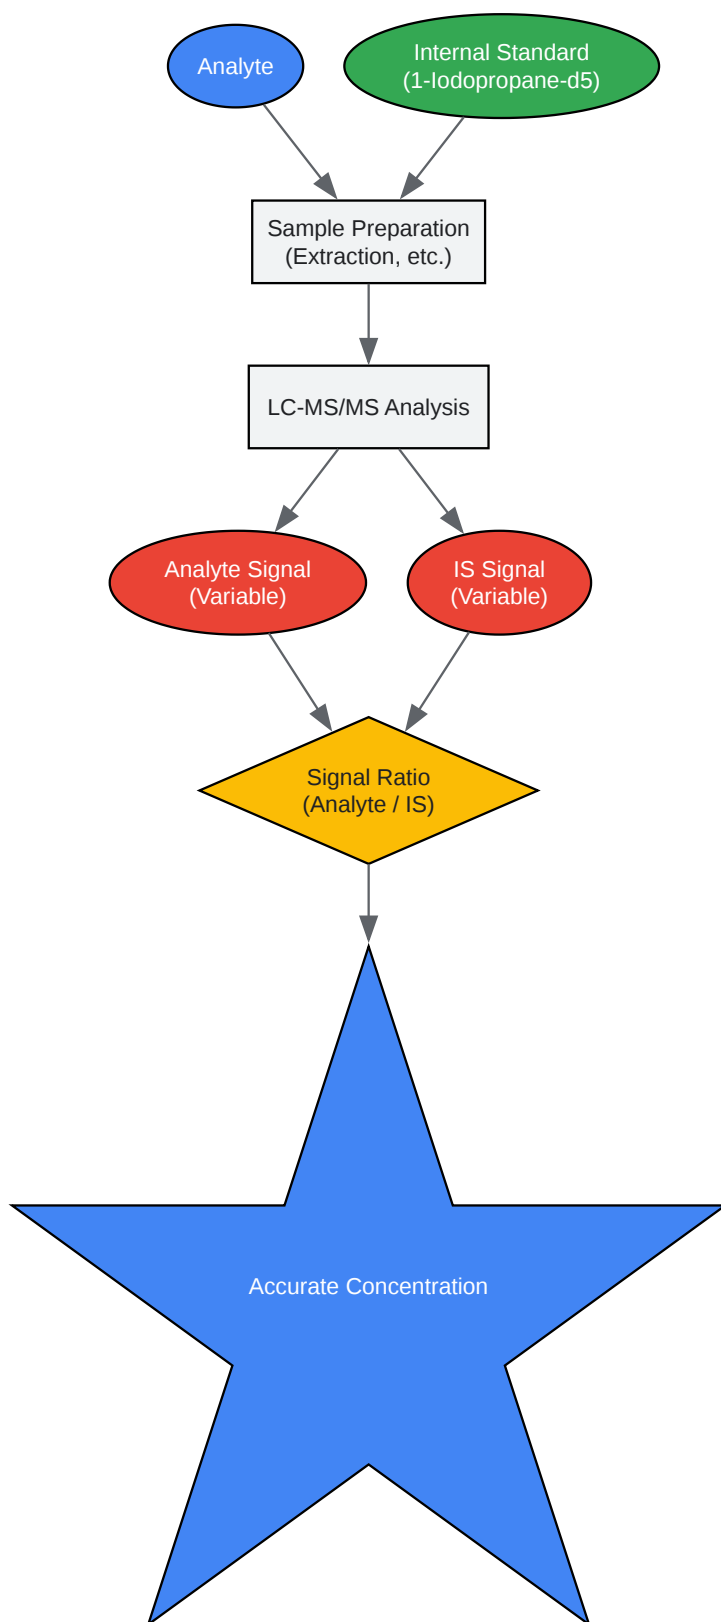 Analyte
Internal Standard
(1-Iodopropane-d5)
Sample Preparation
(Extraction, etc.)
LC-MS/MS Analysis
Analyte Signal
(Variable)
IS Signal
(Variable)
Signal Ratio
(Analyte / IS)
Accurate Concentration